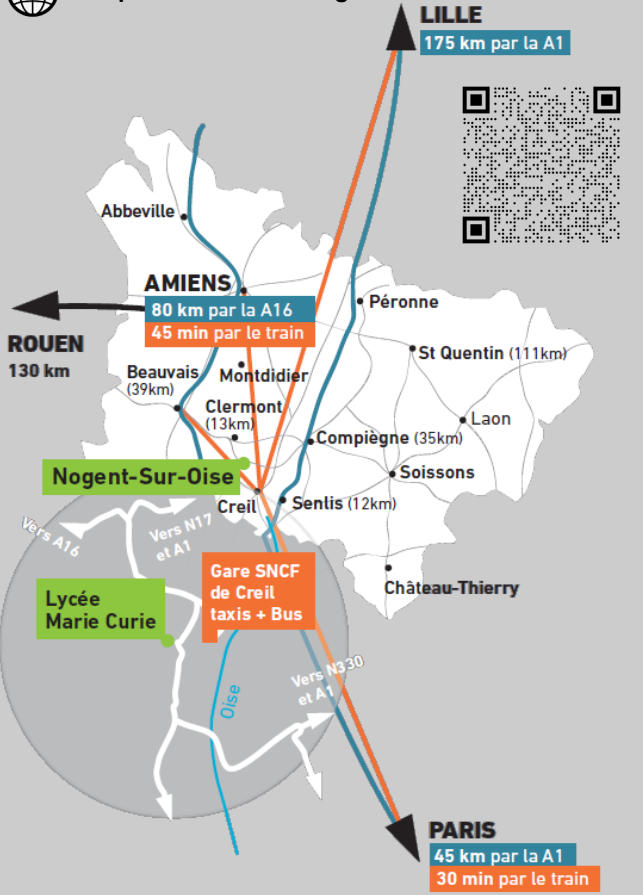 LILLE
175 km par la A1
Abbeville
AMIENS
80 km par la A16
45 min par le train
Péronne
ROUEN
130 km
St Quentin (111km)
Beauvais
(39km)
Montdidier
Clermont
(13km)
Laon
Compiègne (35km)
Nogent-Sur-Oise
Soissons
Creil
Senlis (12km)
Vers A16
Vers N17
et A1
Gare SNCF
de Creil
taxis + Bus
Château-Thierry
Lycée
Marie Curie
Vers N330
et A1
Oise
PARIS
45 km par la A1
30 min par le train